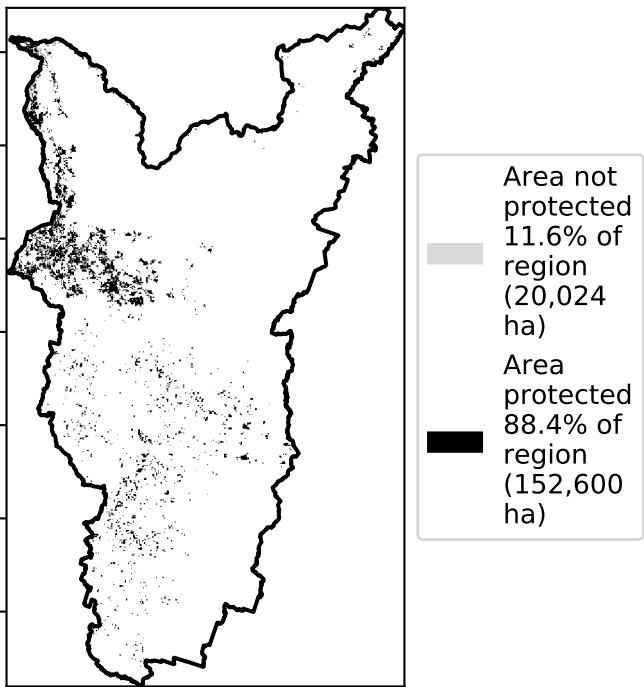 Area not
protected
11.6% of
region
(20,024
ha)
Area
protected
88.4% of
region
(152,600
ha)